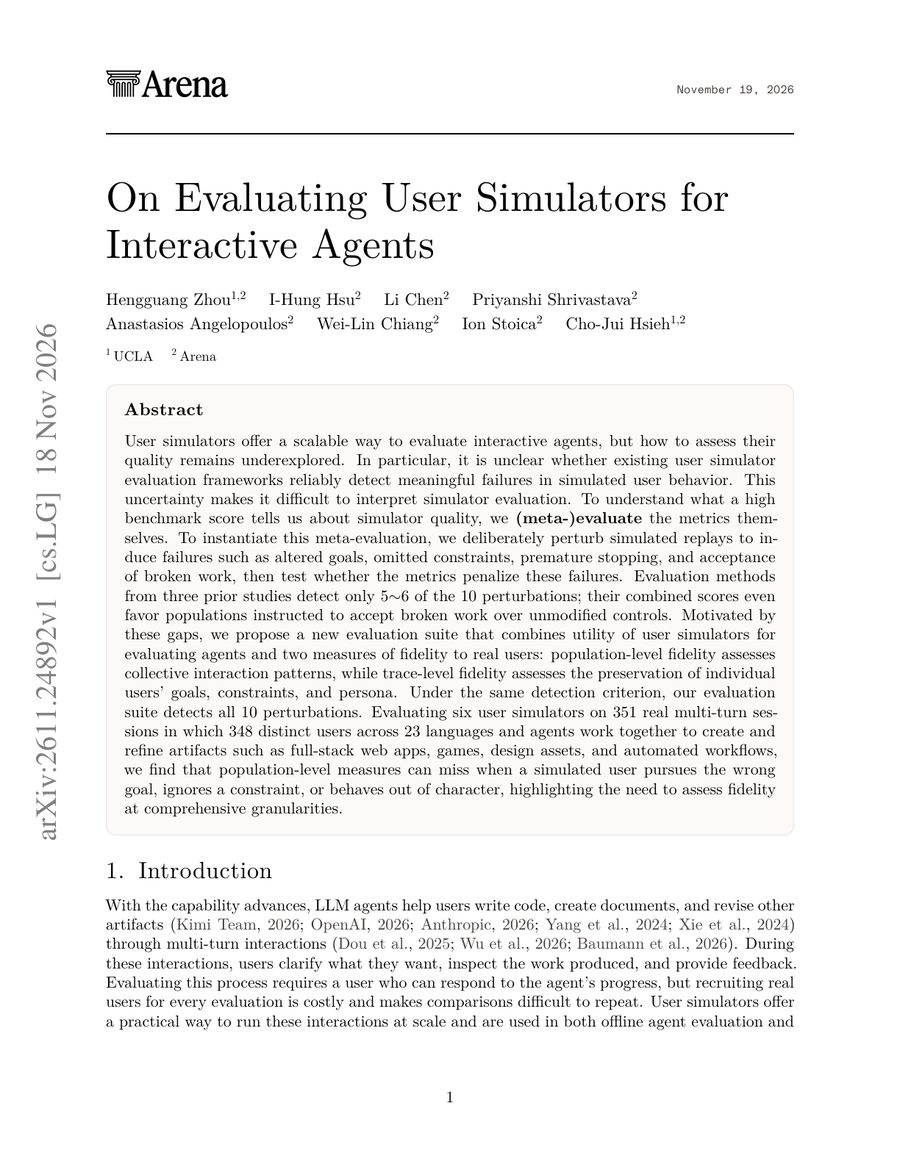 Arena
November 19, 2026
On Evaluating User Simulators for
Interactive Agents
Hengguang Zhou1,2 I-Hung Hsu2 Li Chen2 Priyanshi Shrivastava2
Anastasios Angelopoulos2 Wei-Lin Chiang2 Ion Stoica2 Cho-Jui Hsieh1,2
1 UCLA 2 Arena
arXiv:2611.24892v1 [cs.LG] 18 Nov 2026
Abstract
User simulators offer a scalable way to evaluate interactive agents, but how to assess their
quality remains underexplored. In particular, it is unclear whether existing user simulator
evaluation frameworks reliably detect meaningful failures in simulated user behavior. This
uncertainty makes it difficult to interpret simulator evaluation. To understand what a high
benchmark score tells us about simulator quality, we (meta-)evaluate the metrics them-
selves. To instantiate this meta-evaluation, we deliberately perturb simulated replays to in-
duce failures such as altered goals, omitted constraints, premature stopping, and acceptance
of broken work, then test whether the metrics penalize these failures. Evaluation methods
from three prior studies detect only 5∼6 of the 10 perturbations; their combined scores even
favor populations instructed to accept broken work over unmodified controls. Motivated by
these gaps, we propose a new evaluation suite that combines utility of user simulators for
evaluating agents and two measures of fidelity to real users: population-level fidelity assesses
collective interaction patterns, while trace-level fidelity assesses the preservation of individual
users' goals, constraints, and persona. Under the same detection criterion, our evaluation
suite detects all 10 perturbations. Evaluating six user simulators on 351 real multi-turn ses-
sions in which 348 distinct users across 23 languages and agents work together to create and
refine artifacts such as full-stack web apps, games, design assets, and automated workflows,
we find that population-level measures can miss when a simulated user pursues the wrong
goal, ignores a constraint, or behaves out of character, highlighting the need to assess fidelity
at comprehensive granularities.
1. Introduction
With the capability advances, LLM agents help users write code, create documents, and revise other
artifacts (Kimi Team, 2026; OpenAI, 2026; Anthropic, 2026; Yang et al., 2024; Xie et al., 2024)
through multi-turn interactions (Dou et al., 2025; Wu et al., 2026; Baumann et al., 2026). During
these interactions, users clarify what they want, inspect the work produced, and provide feedback.
Evaluating this process requires a user who can respond to the agent's progress, but recruiting real
users for every evaluation is costly and makes comparisons difficult to repeat. User simulators offer
a practical way to run these interactions at scale and are used in both offline agent evaluation and
1